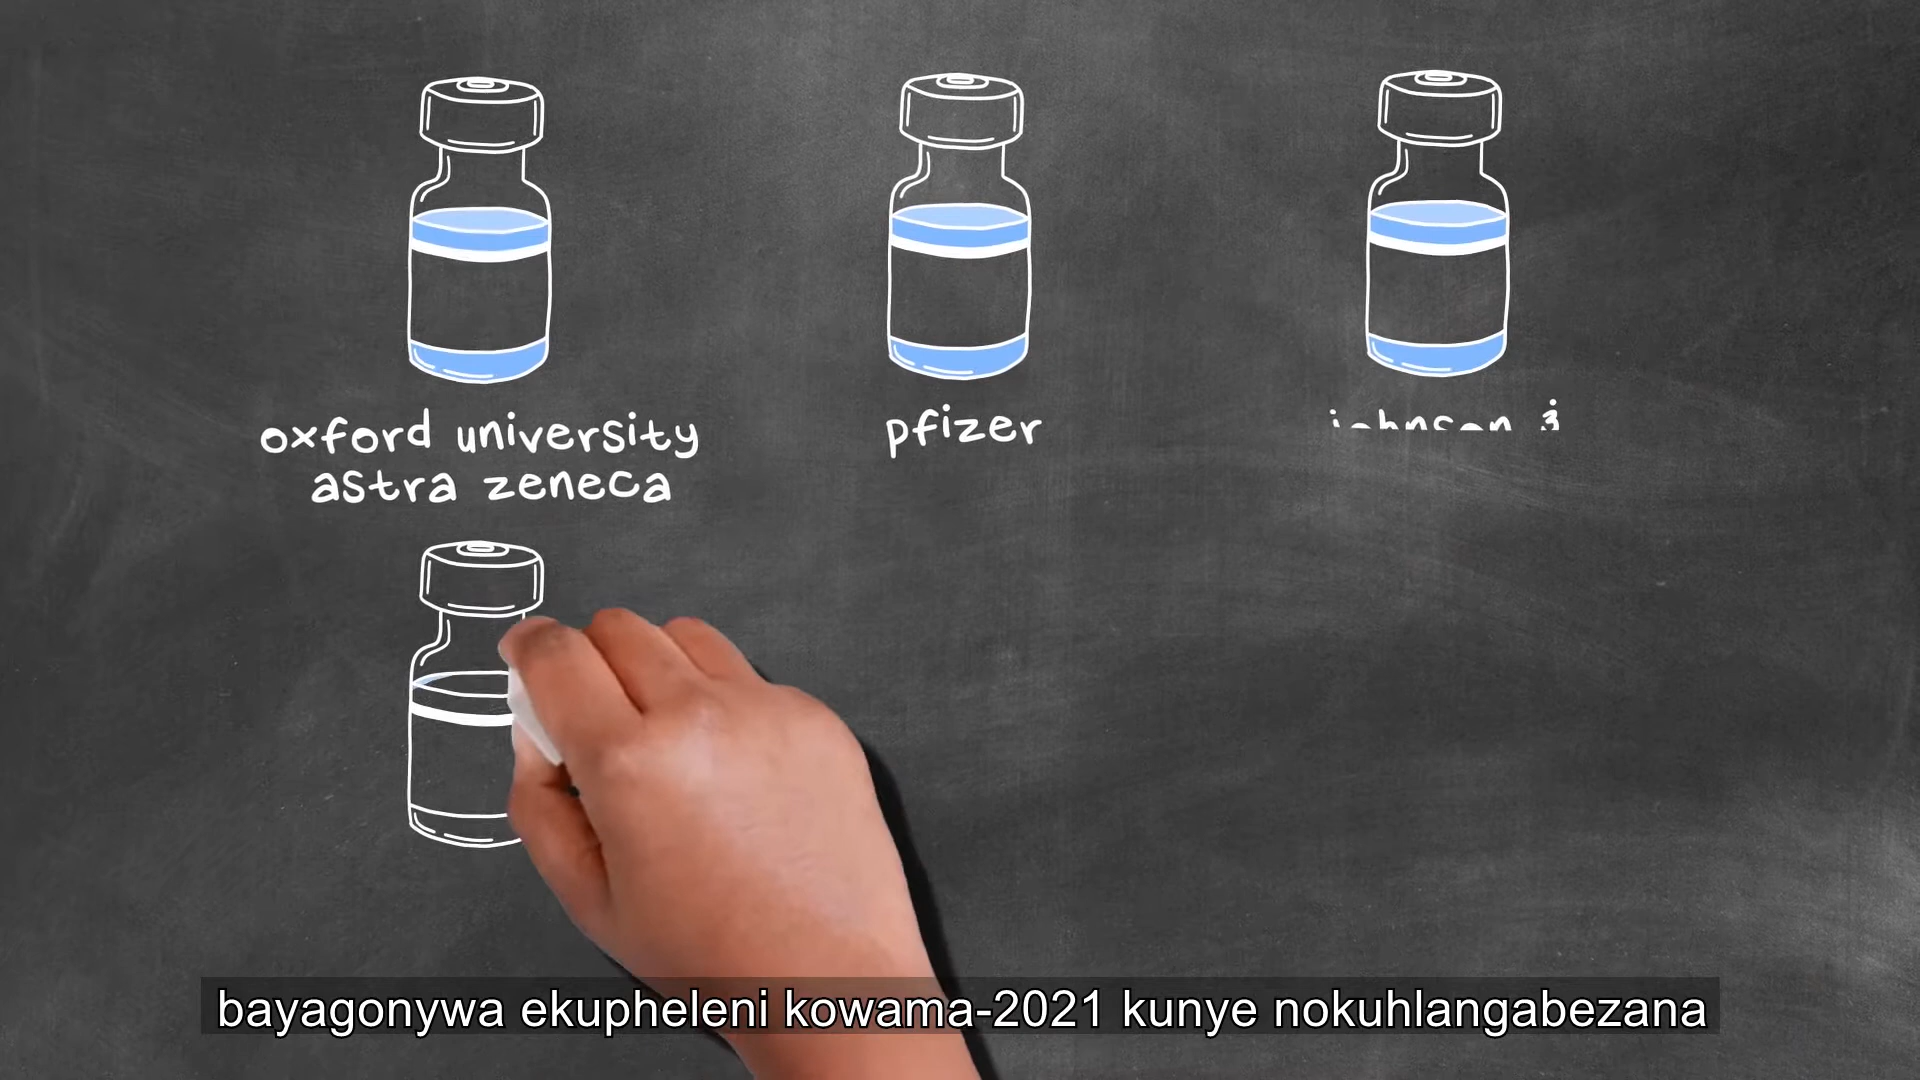 oxford university
astra zeneca
pfizer
bayagonywa ekupheleni kowama-2021 kunye nokuhlangabezana